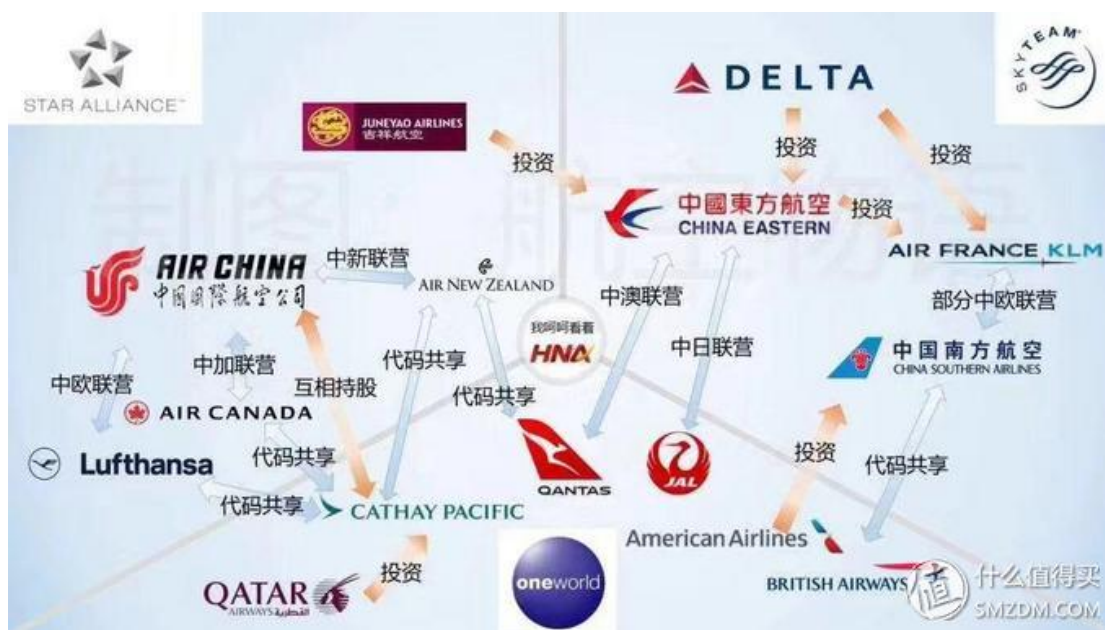 STAR ALLIANCE™
SKYTEAM
DELTA
JUNEYAO AIRLINES
吉祥航空
投资
投资
投资
中國東方航空
CHINA EASTERN
投资
AIR FRANCE KLM
AIR CHINA
中国国际航空公司
中新联营
AIR NEW ZEALAND
中澳联营
部分中欧联营
我呵呵看着
HNA
中日联营
中国南方航空
CHINA SOUTHERN AIRLINES
中欧联营
中加联营
互相持股
代码共享
代码共享
AIR CANADA
Lufthansa
代码共享
代码共享
QANTAS
JAL
投资
代码共享
CATHAY PACIFIC
American Airlines
oneworld
QATAR
AIRWAYS القطرية
投资
BRITISH AIRWAYS
值
什么值得买
SMZDM.COM